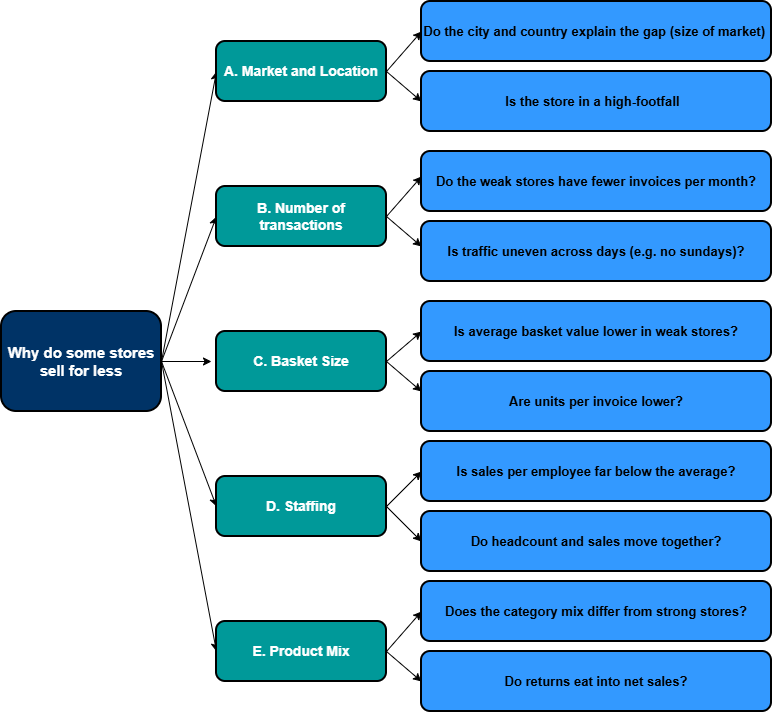 Do the city and country explain the gap (size of market)
A. Market and Location
Is the store in a high-footfall
Do the weak stores have fewer invoices per month?
B. Number of
transactions
Is traffic uneven across days (e.g. no sundays)?
Why do some stores
sell for less
Is average basket value lower in weak stores?
C. Basket Size
Are units per invoice lower?
Is sales per employee far below the average?
D. Staffing
Do headcount and sales move together?
Does the category mix differ from strong stores?
E. Product Mix
Do returns eat into net sales?